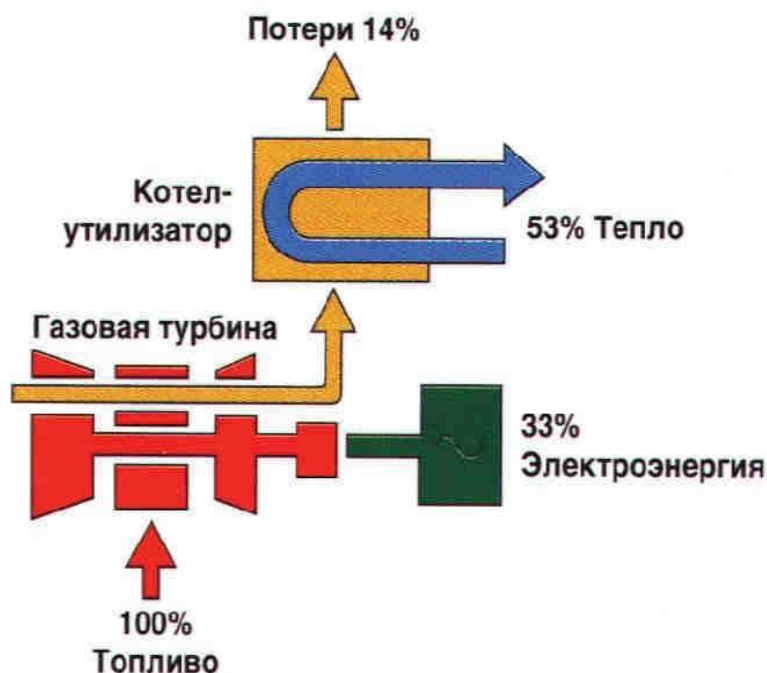 Потери 14%
Котел-
утилизатор
53% Тепло
Газовая турбина
33%
Электроэнергия
100%
Топливо